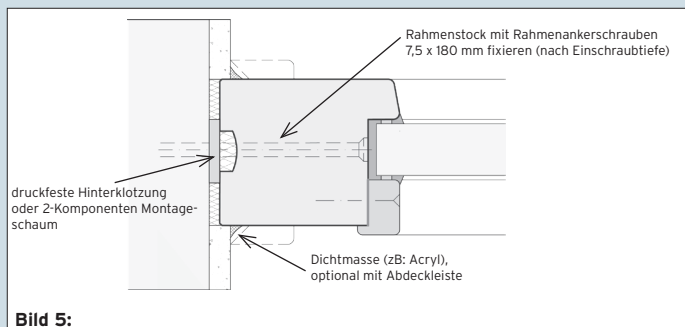 Rahmenstock mit Rahmenankerschrauben
7,5 x 180 mm fixieren (nach Einschraubtiefe)
druckfeste Hinterklotzung
oder 2-Komponenten Montage-
schaum
Dichtmasse (zB: Acryl),
optional mit Abdeckleiste
Bild 5: